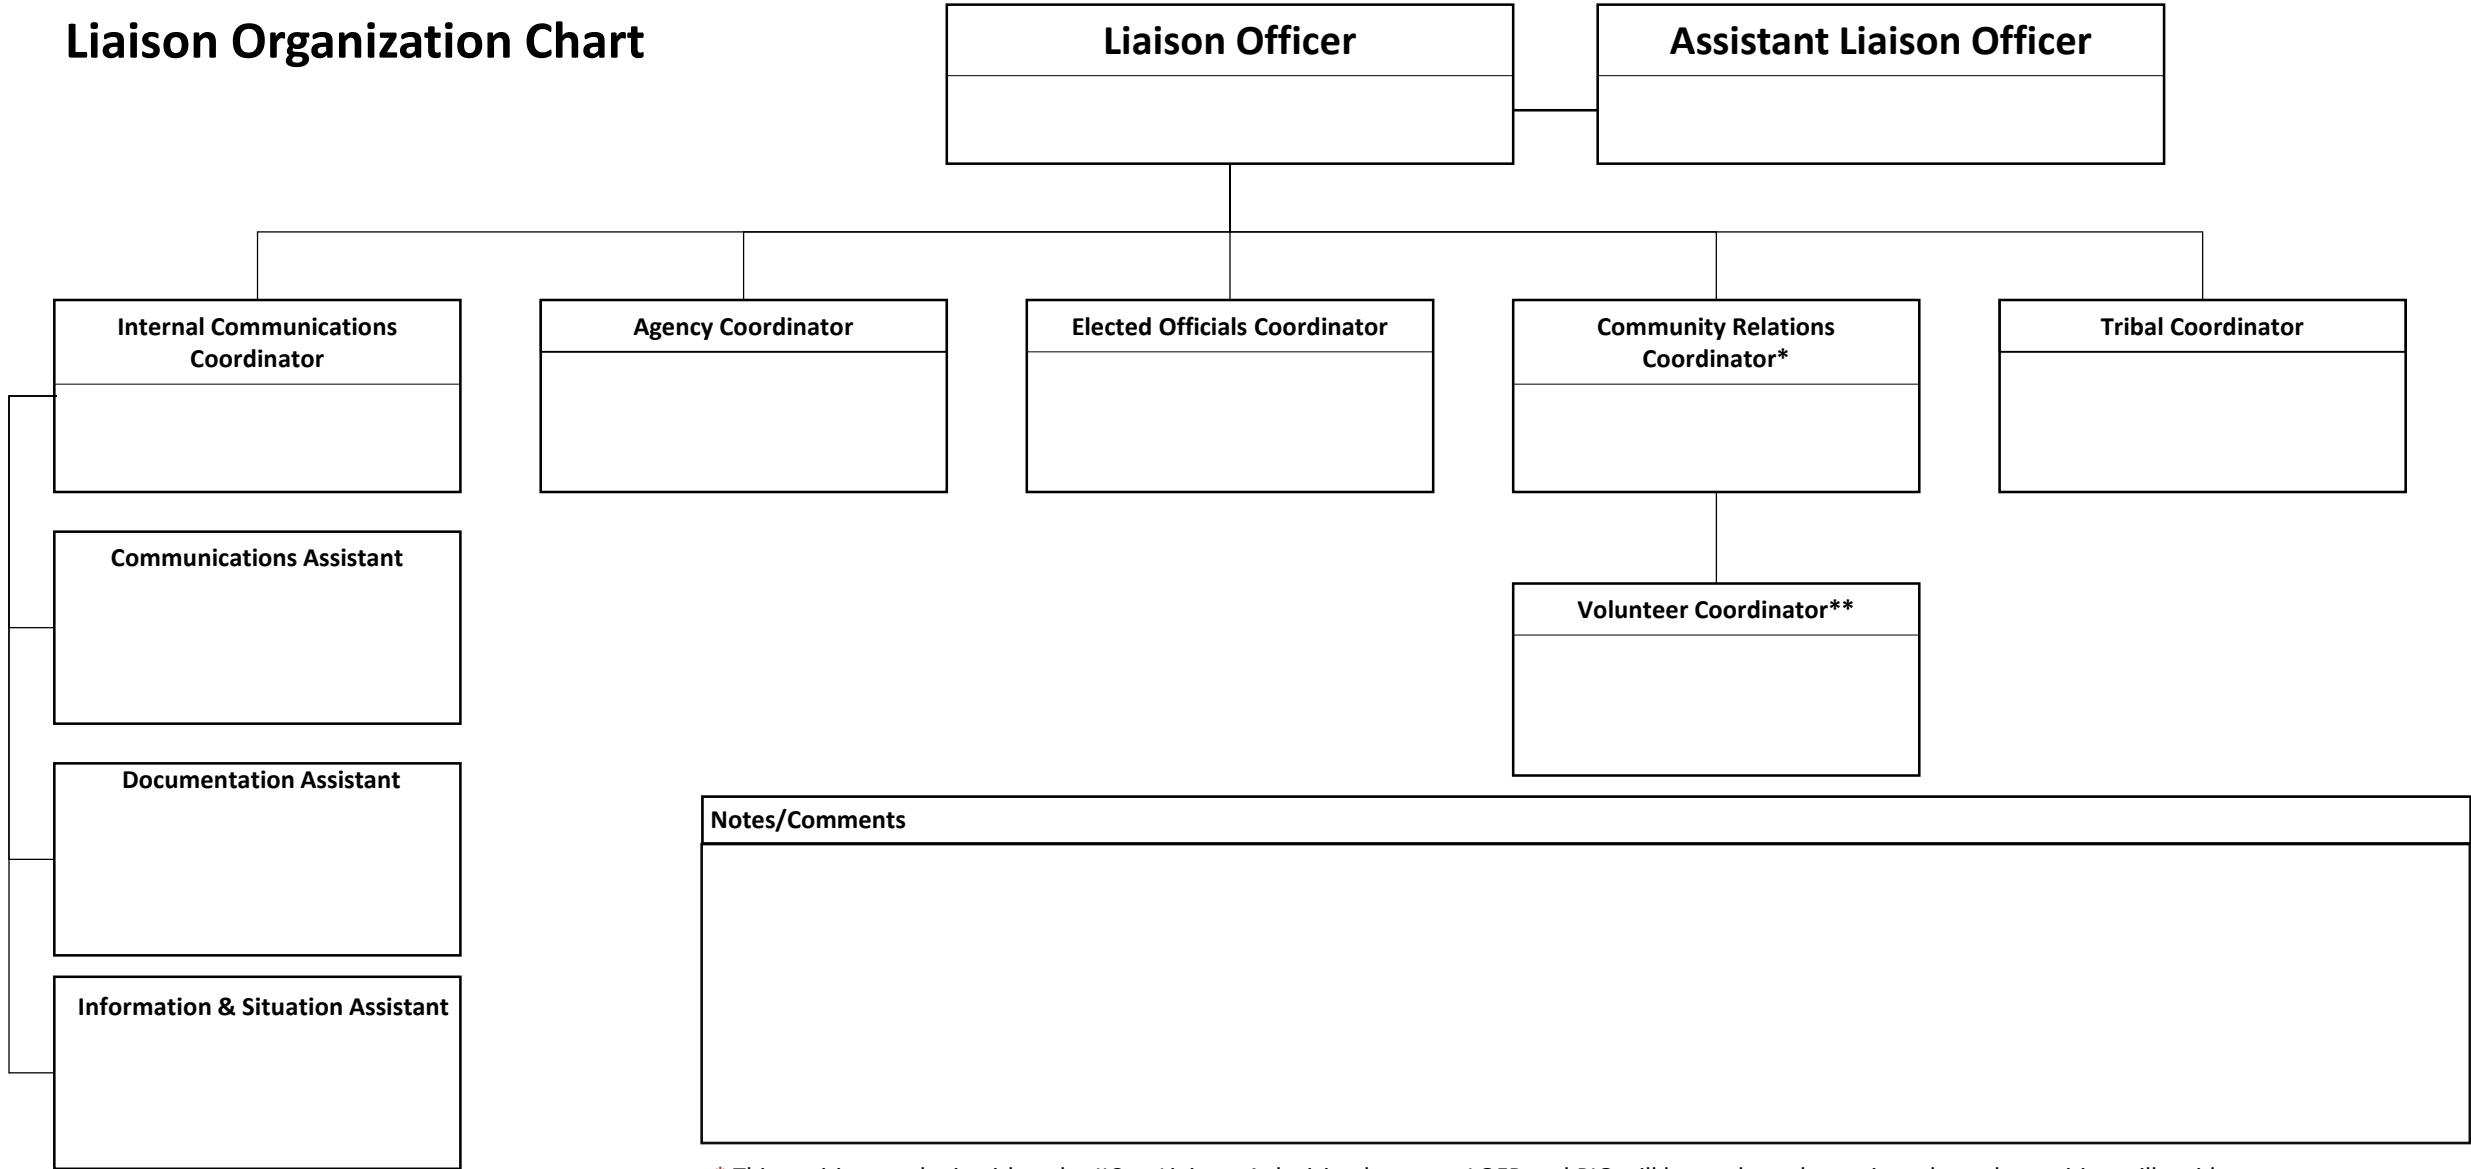 Liaison Organization Chart
Liaison Officer
Assistant Liaison Officer
Internal Communications
Coordinator
Agency Coordinator
Elected Officials Coordinator
Community Relations
Coordinator*
Tribal Coordinator
Communications Assistant
Volunteer Coordinator**
Documentation Assistant
Notes/Comments
Information & Situation Assistant